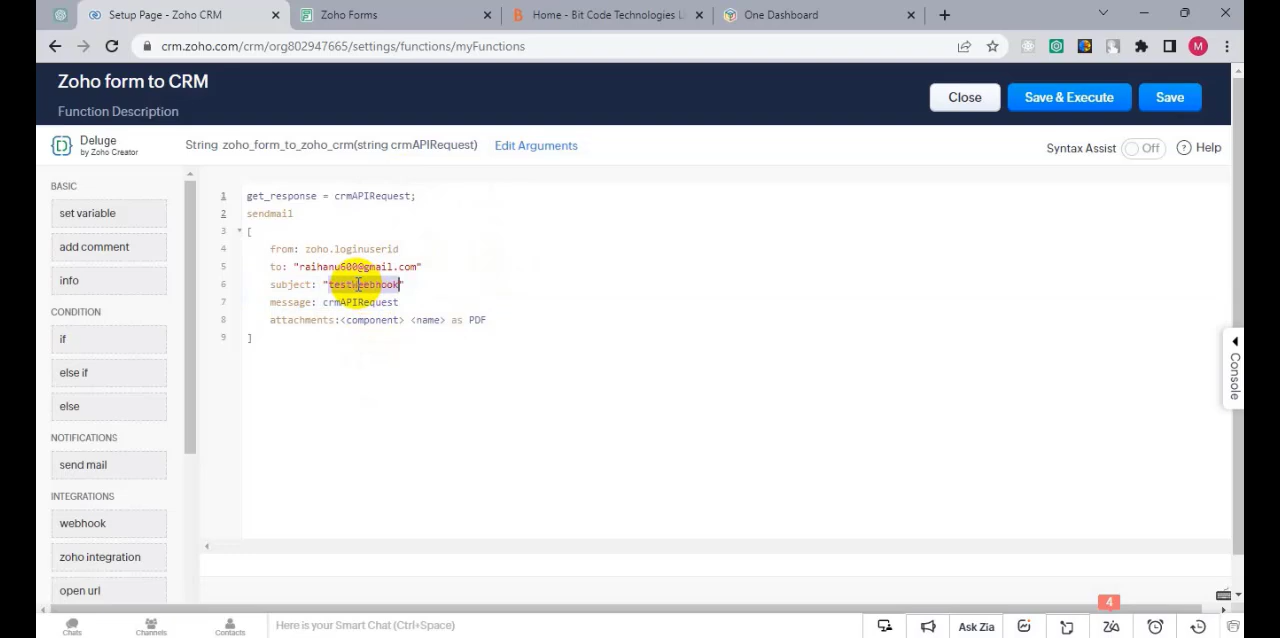 Setup Page - Zoho CRM
Zoho Forms
Home - Bit Code Technologies L
One Dashboard
crm.zoho.com/crm/org802947665/settings/functions/myFunctions
M
Zoho form to CRM
Function Description
Close
Save & Execute
Save
Deluge
by Zoho Creator
String zoho_form_to_zoho_crm(string crmAPIRequest)
Edit Arguments
Syntax Assist
Off
? Help
BASIC
set variable
add comment
info
CONDITION
if
else if
else
NOTIFICATIONS
send mail
INTEGRATIONS
webhook
zoho integration
open url
1 get_response = crmAPIRequest;
2 sendmail
3 [
4 from: zoho.loginuserid
5 to: "raihanu600@gmail.com"
6 subject: "testWeebhook"
7 message: crmAPIRequest
8 attachments:<component> <name> as PDF
9 ]
Console
4
Chats
Channels
Contacts
Here is your Smart Chat (Ctrl+Space)
Ask Zia